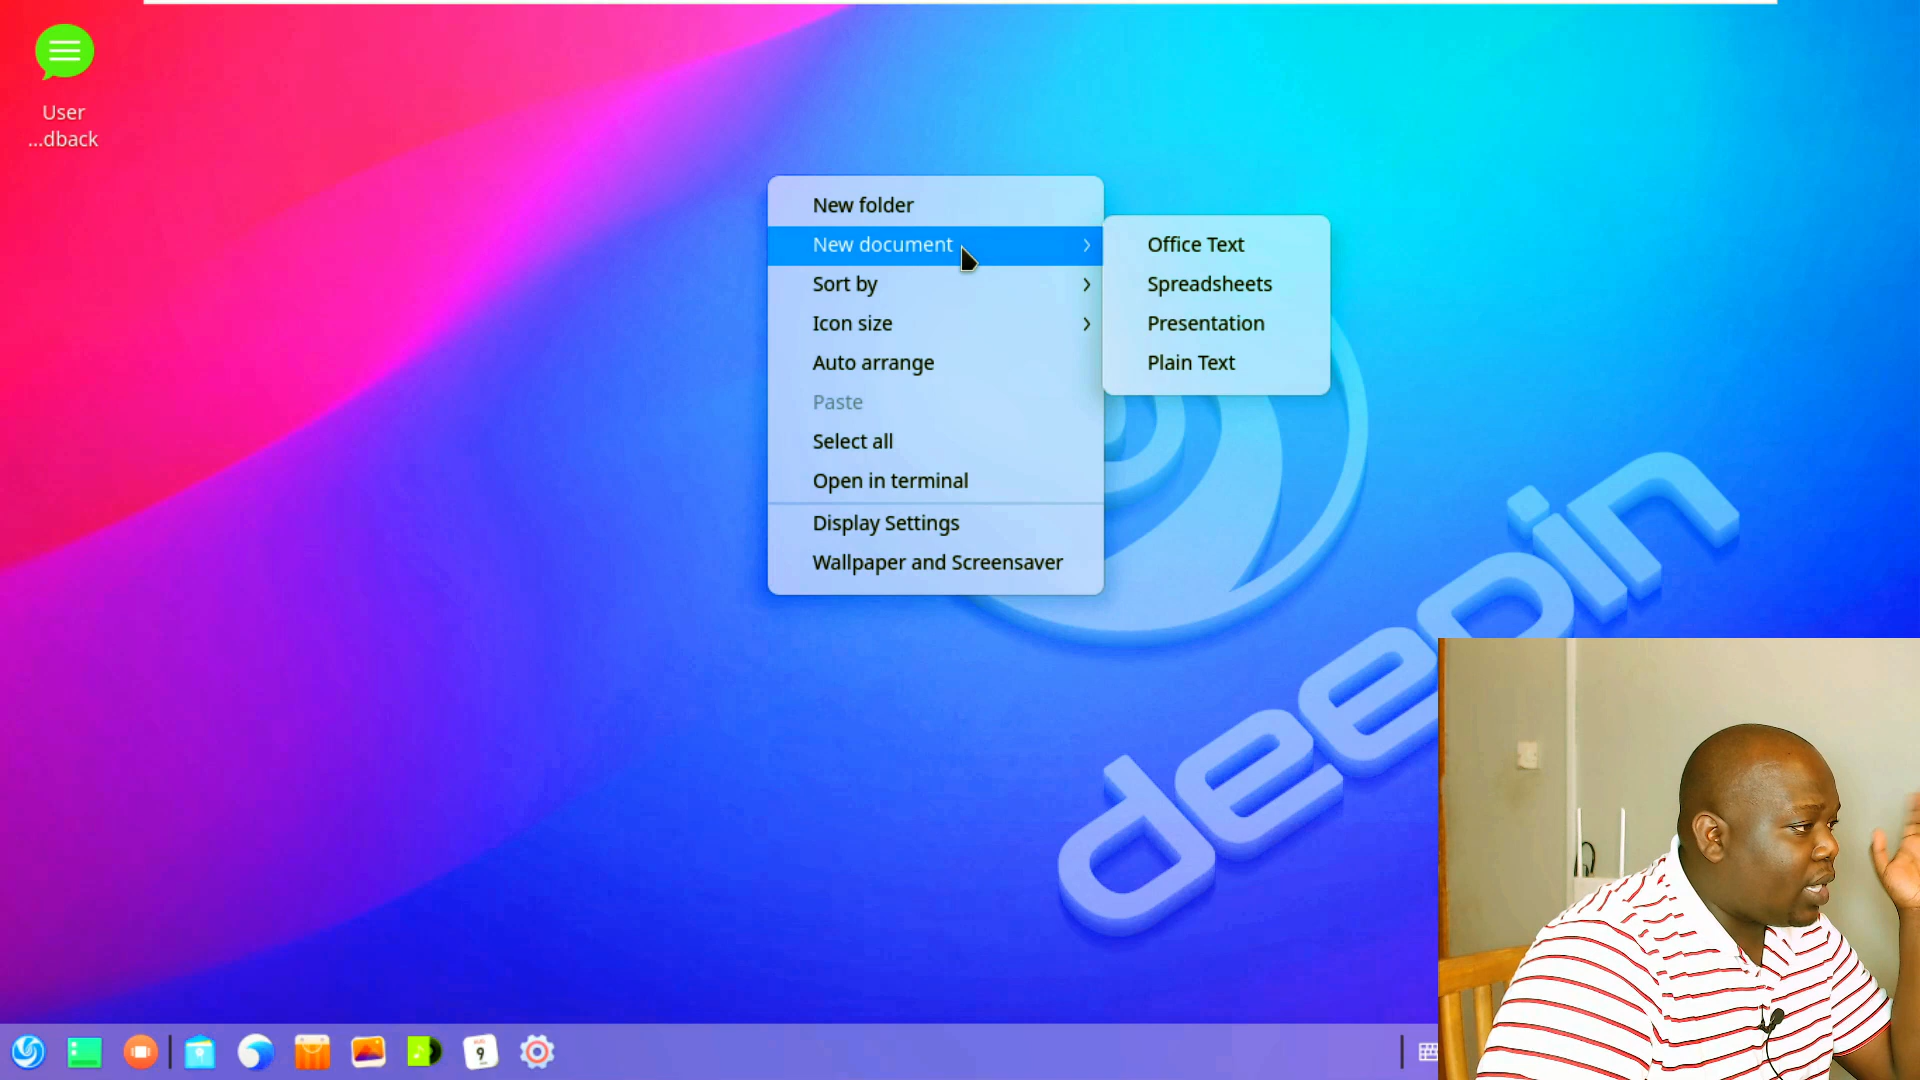 User
...dback
New folder
New document
Sort by
Icon size
Auto arrange
Paste
Select all
Open in terminal
Display Settings
Wallpaper and Screensaver
Office Text
Spreadsheets
Presentation
Plain Text
deepin
AUG
9